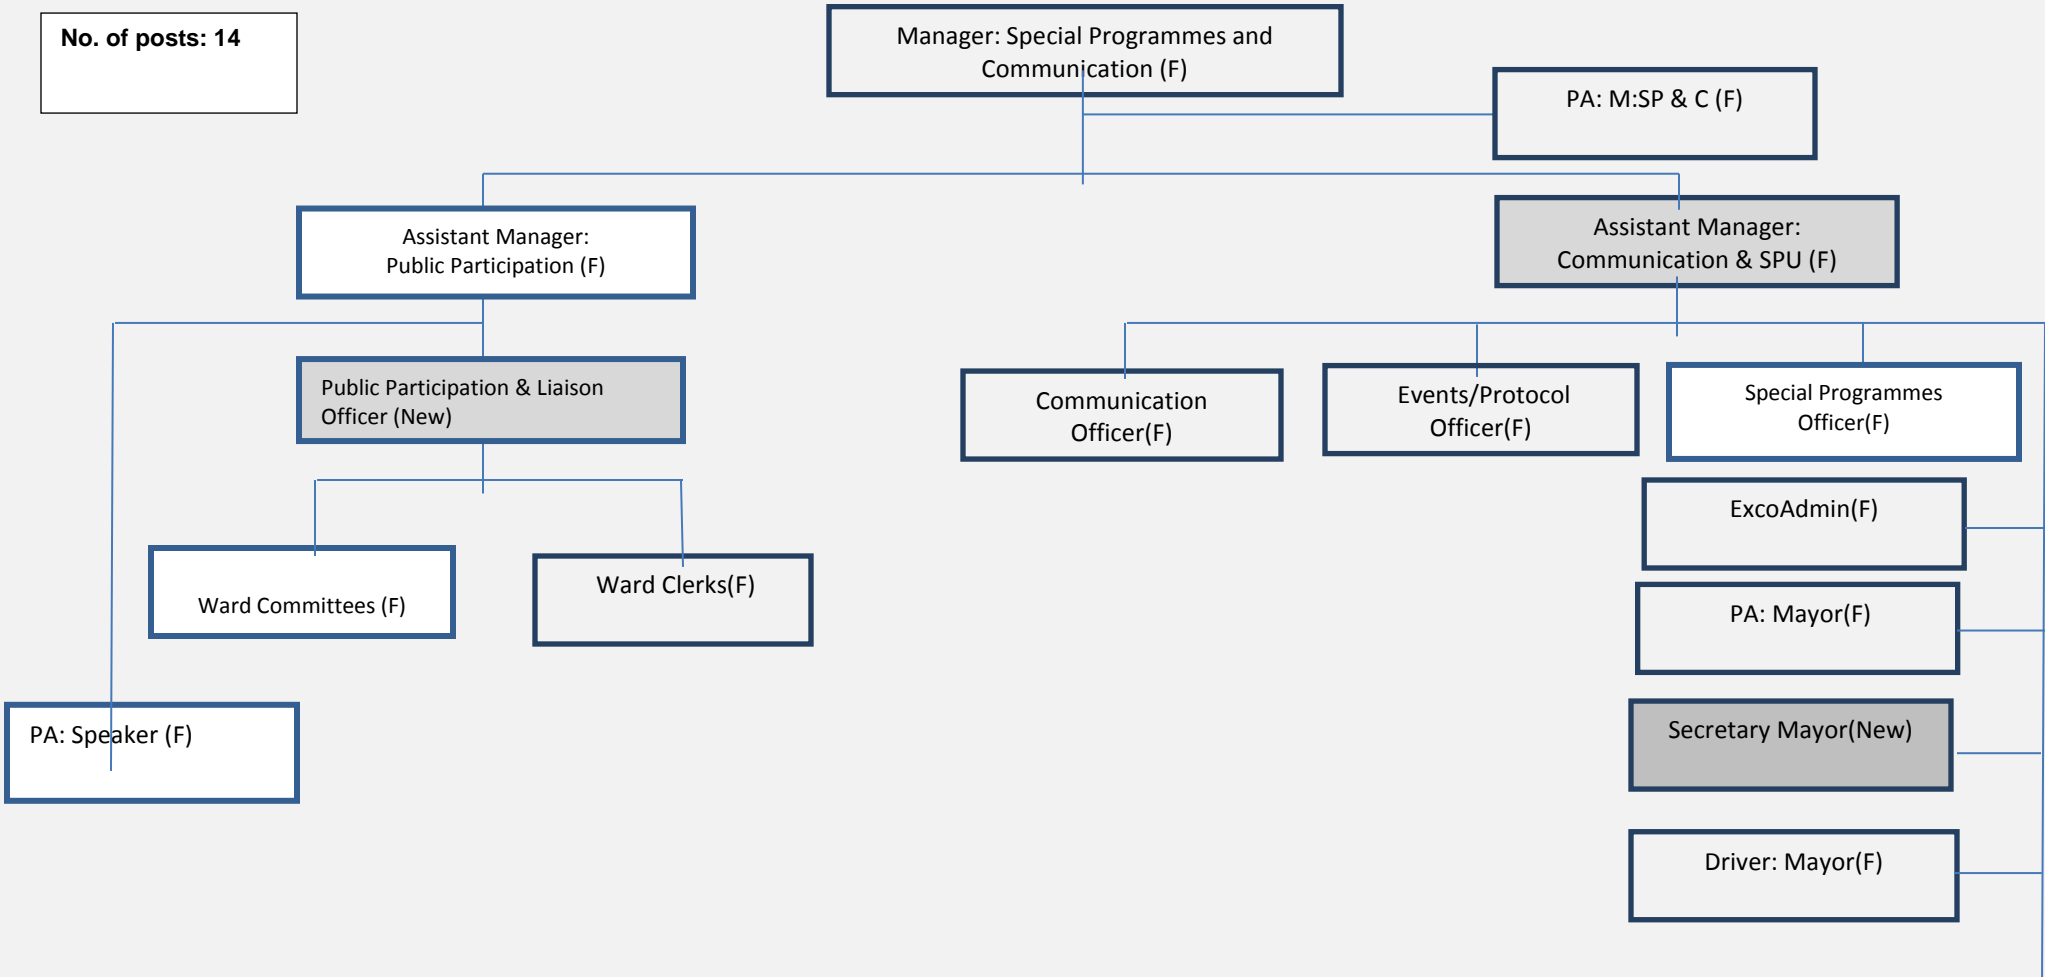 No. of posts: 14
Manager: Special Programmes and
Communication (F)
PA: M:SP & C (F)
Assistant Manager:
Public Participation (F)
Assistant Manager:
Communication & SPU (F)
Public Participation & Liaison
Officer (New)
Communication
Officer(F)
Events/Protocol
Officer(F)
Special Programmes
Officer(F)
ExcoAdmin(F)
Ward Committees (F)
Ward Clerks(F)
PA: Mayor(F)
PA: Speaker (F)
Secretary Mayor(New)
Driver: Mayor(F)